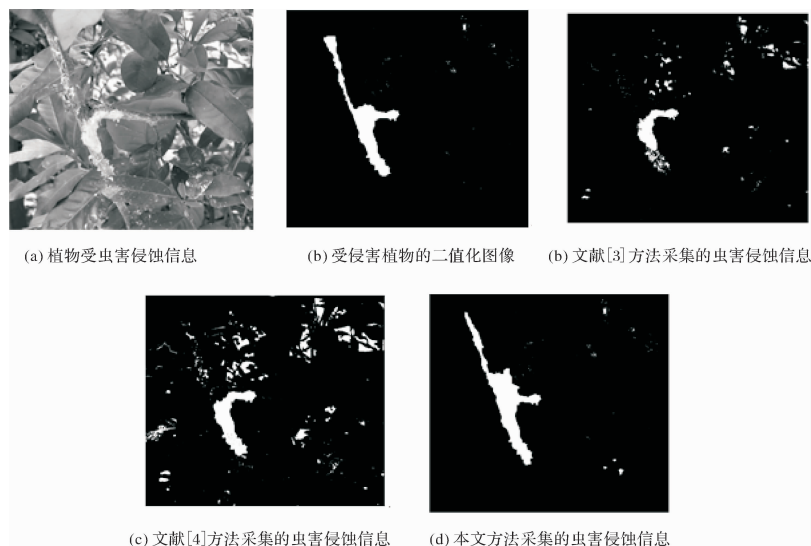 (a) 植物受虫害侵蚀信息
(b) 受侵害植物的二值化图像
(b) 文献[3]方法采集的虫害侵蚀信息
(c) 文献[4]方法采集的虫害侵蚀信息
(d) 本文方法采集的虫害侵蚀信息